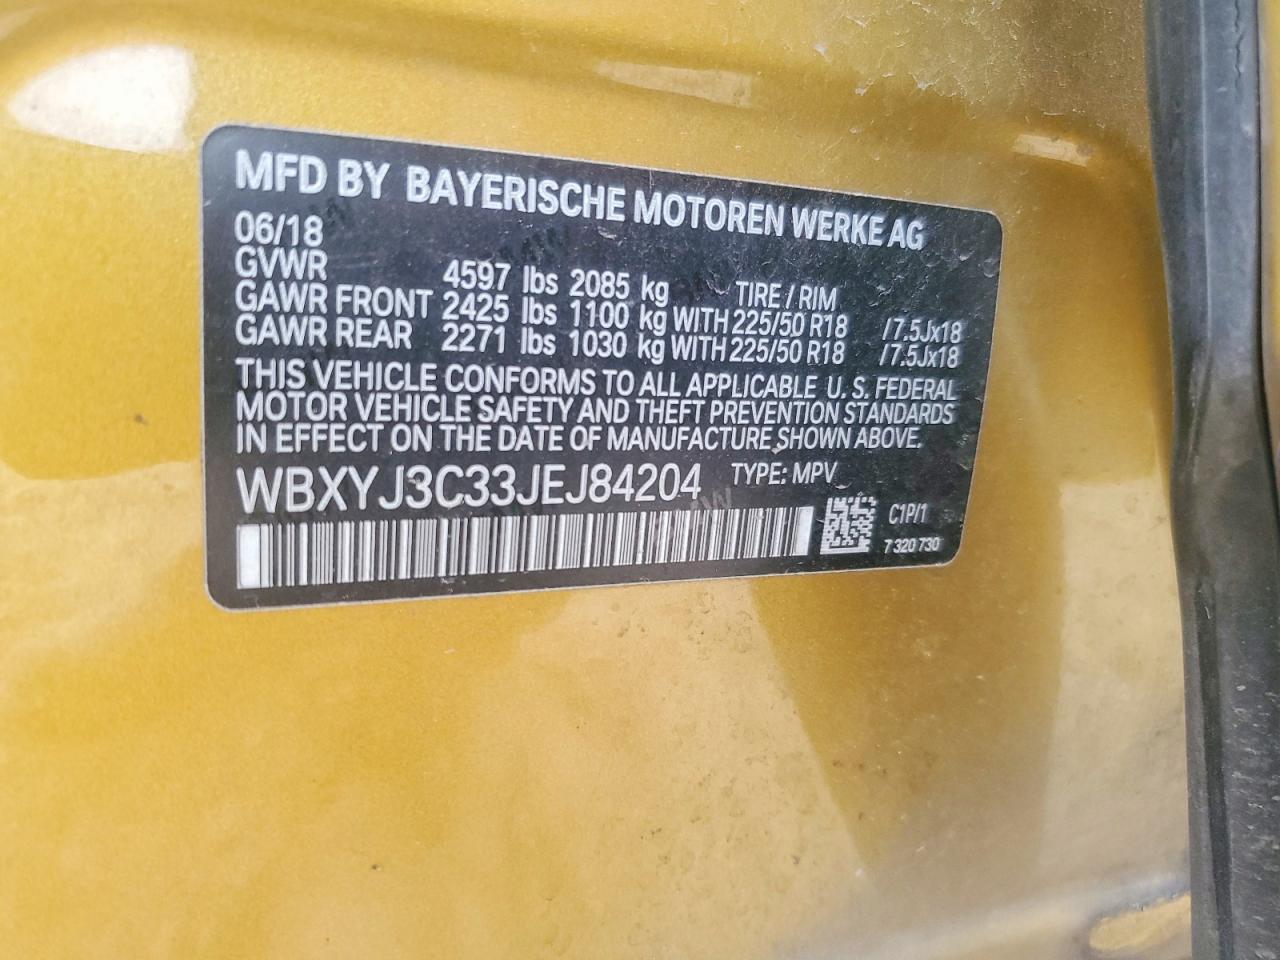 MFD BY BAYERISCHE MOTOREN WERKE AG
06/18
GVWR 4597 lbs 2085 kg TIRE / RIM
GAWR FRONT 2425 lbs 1100 kg WITH 225/50 R18 /7.5Jx18
GAWR REAR 2271 lbs 1030 kg WITH 225/50 R18 /7.5Jx18
THIS VEHICLE CONFORMS TO ALL APPLICABLE U. S. FEDERAL
MOTOR VEHICLE SAFETY AND THEFT PREVENTION STANDARDS
IN EFFECT ON THE DATE OF MANUFACTURE SHOWN ABOVE.
WBXYJ3C33JEJ84204 TYPE: MPV
C1P/1
7 320 730